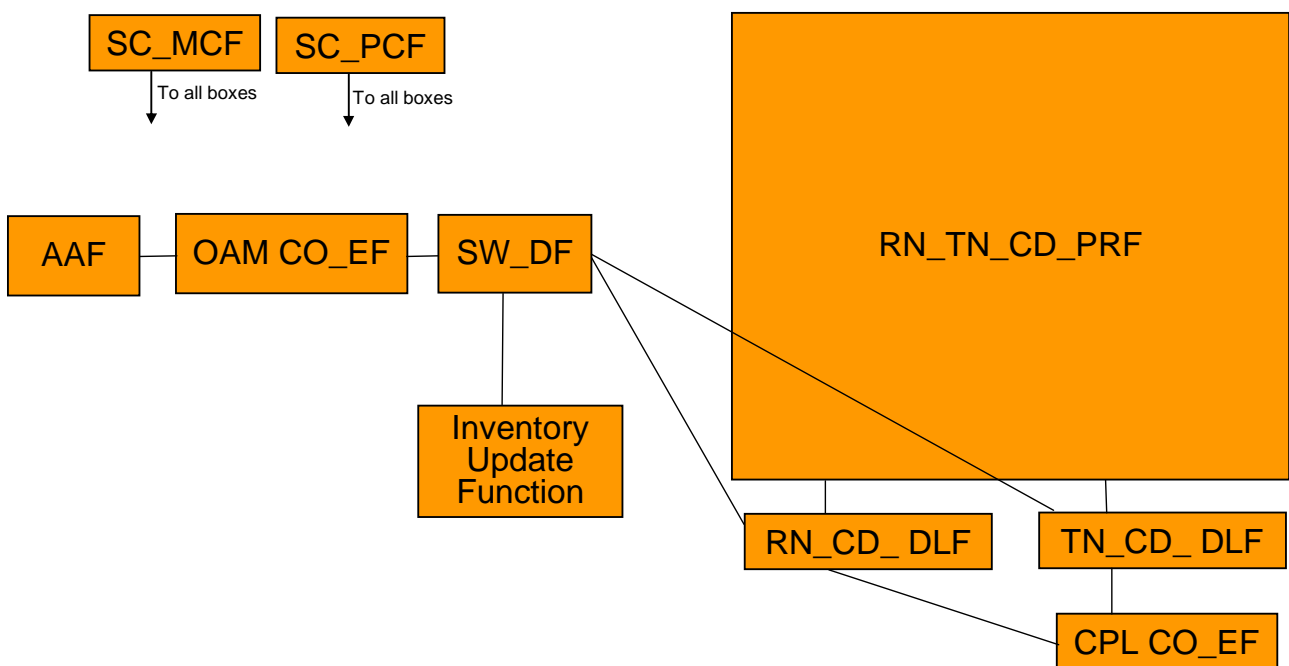 SC_MCF
SC_PCF
To all boxes
To all boxes
RN_TN_CD_PRF
AAF
OAM CO_EF
SW_DF
Inventory
Update
Function
RN_CD_ DLF
TN_CD_ DLF
CPL CO_EF